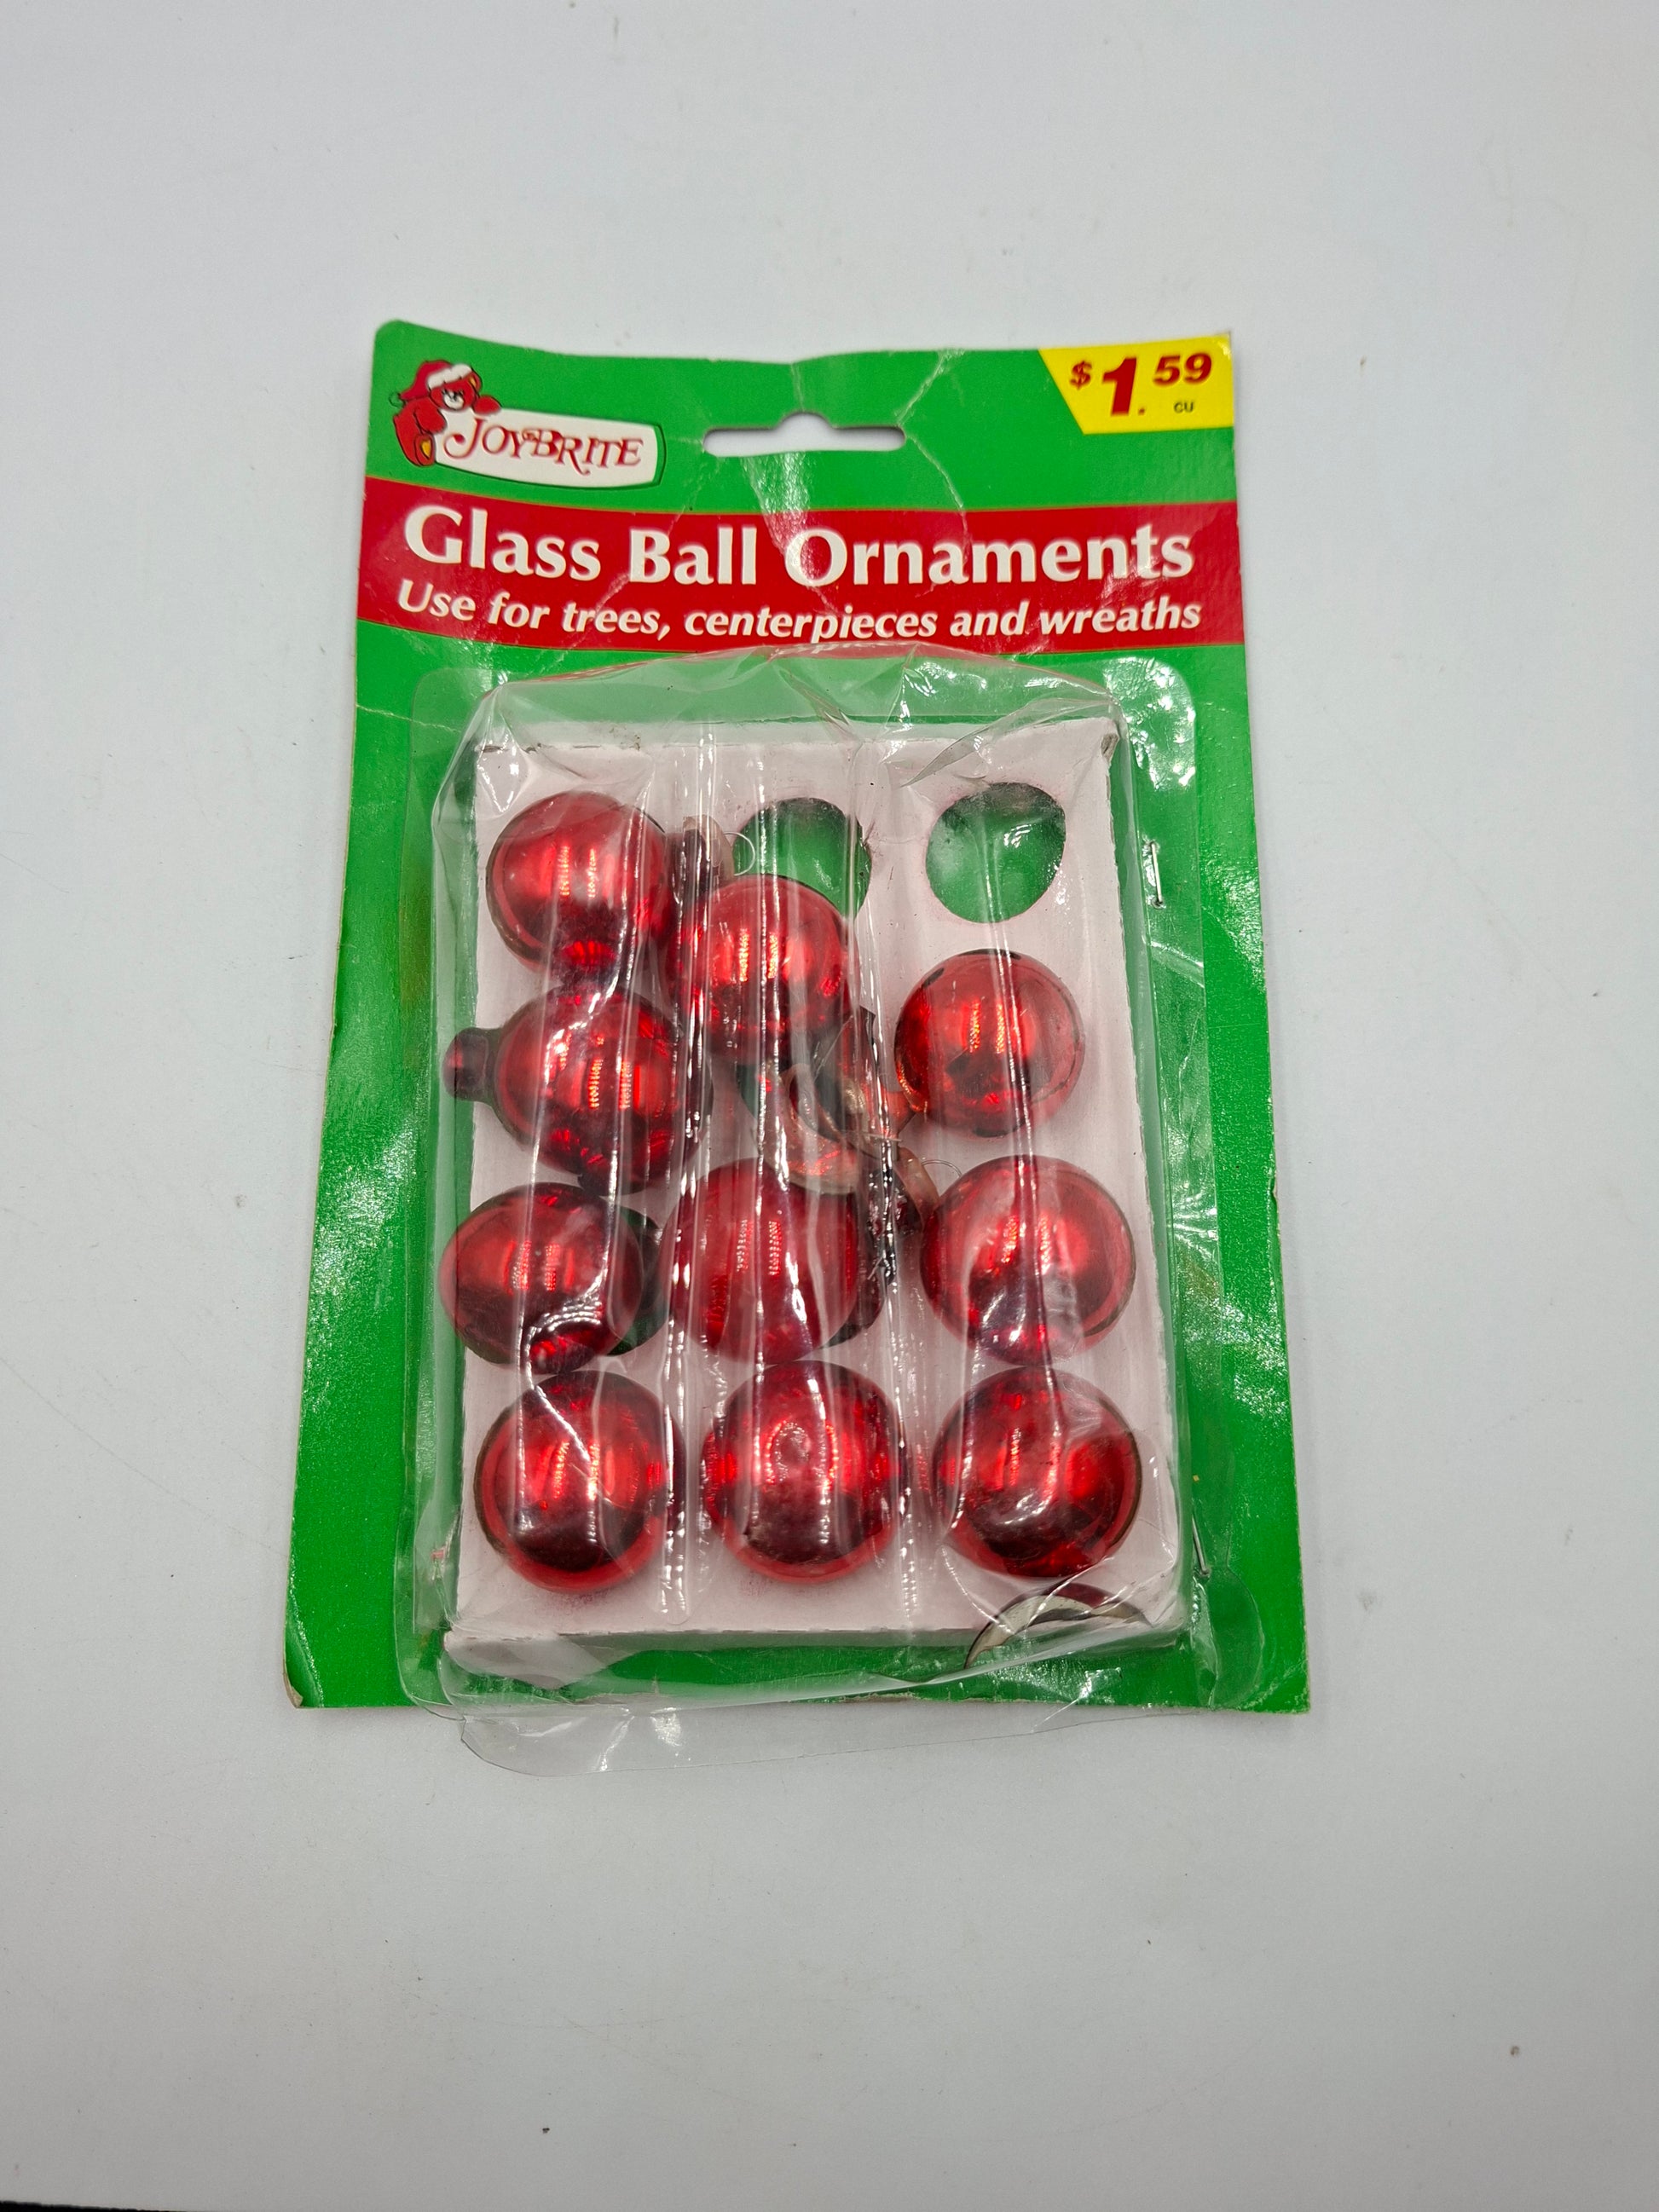 JOYBRITE
$1.59
CU
Glass Ball Ornaments
Use for trees, centerpieces and wreaths